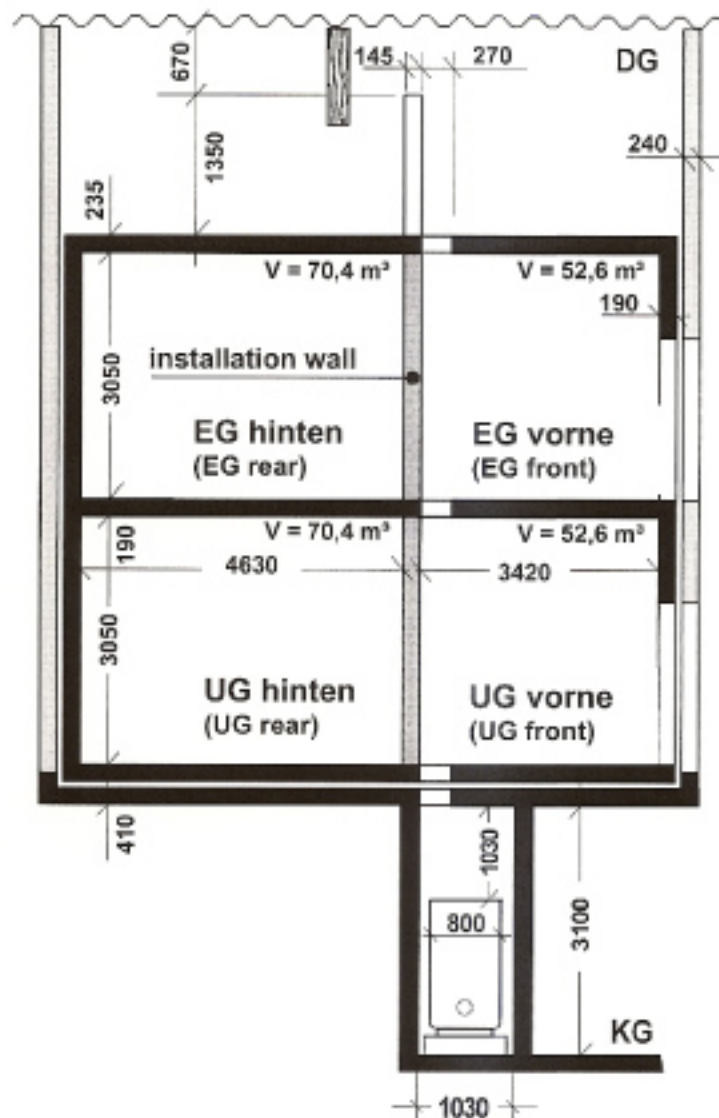 145
270
DG
670
240
1350
235
V = 70,4 m³
V = 52,6 m³
190
installation wall
3050
EG hinten
(EG rear)
EG vorne
(EG front)
V = 70,4 m³
V = 52,6 m³
190
4630
3420
3050
UG hinten
(UG rear)
UG vorne
(UG front)
410
1030
800
3100
KG
1030